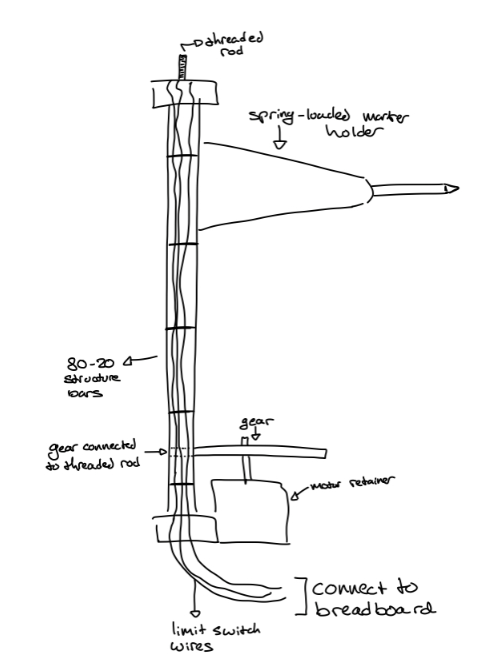 threaded
rod
spring-loaded marker
holder
80-20
structure
bars
gear
gear connected
to threaded rod
motor retainer
connect to
breadboard
limit switch
wires